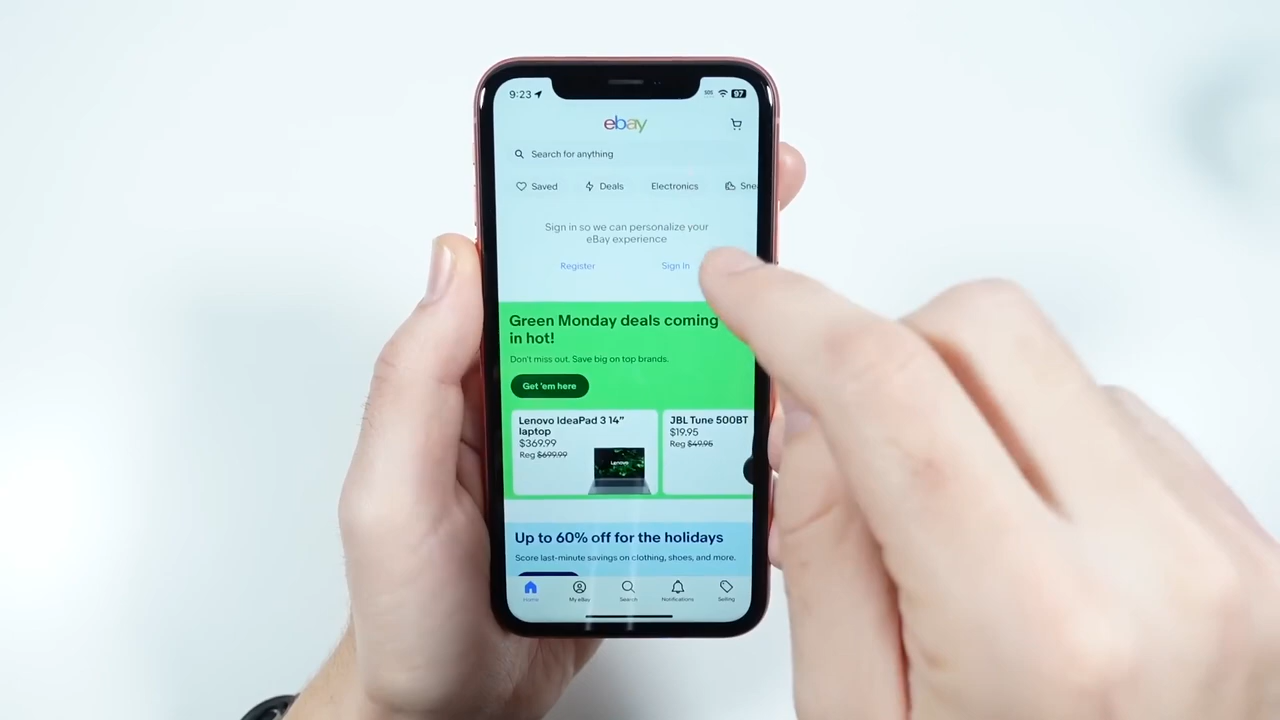 9:23
SOS
97
ebay
Search for anything
Saved
Deals
Electronics
Snea
Sign in so we can personalize your
eBay experience
Register
Sign In
Green Monday deals coming
in hot!
Don't miss out. Save big on top brands.
Get 'em here
Lenovo IdeaPad 3 14"
laptop
$369.99
Reg $699.99
Lenovo
JBL Tune 500BT
$19.95
Reg $49.95
Up to 60% off for the holidays
Score last-minute savings on clothing, shoes, and more.
Home
My eBay
Search
Notifications
Selling